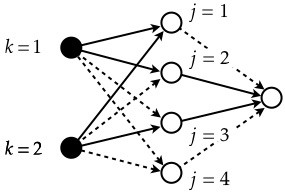 j = 1
k = 1
j = 2
j = 3
k = 2
j = 4